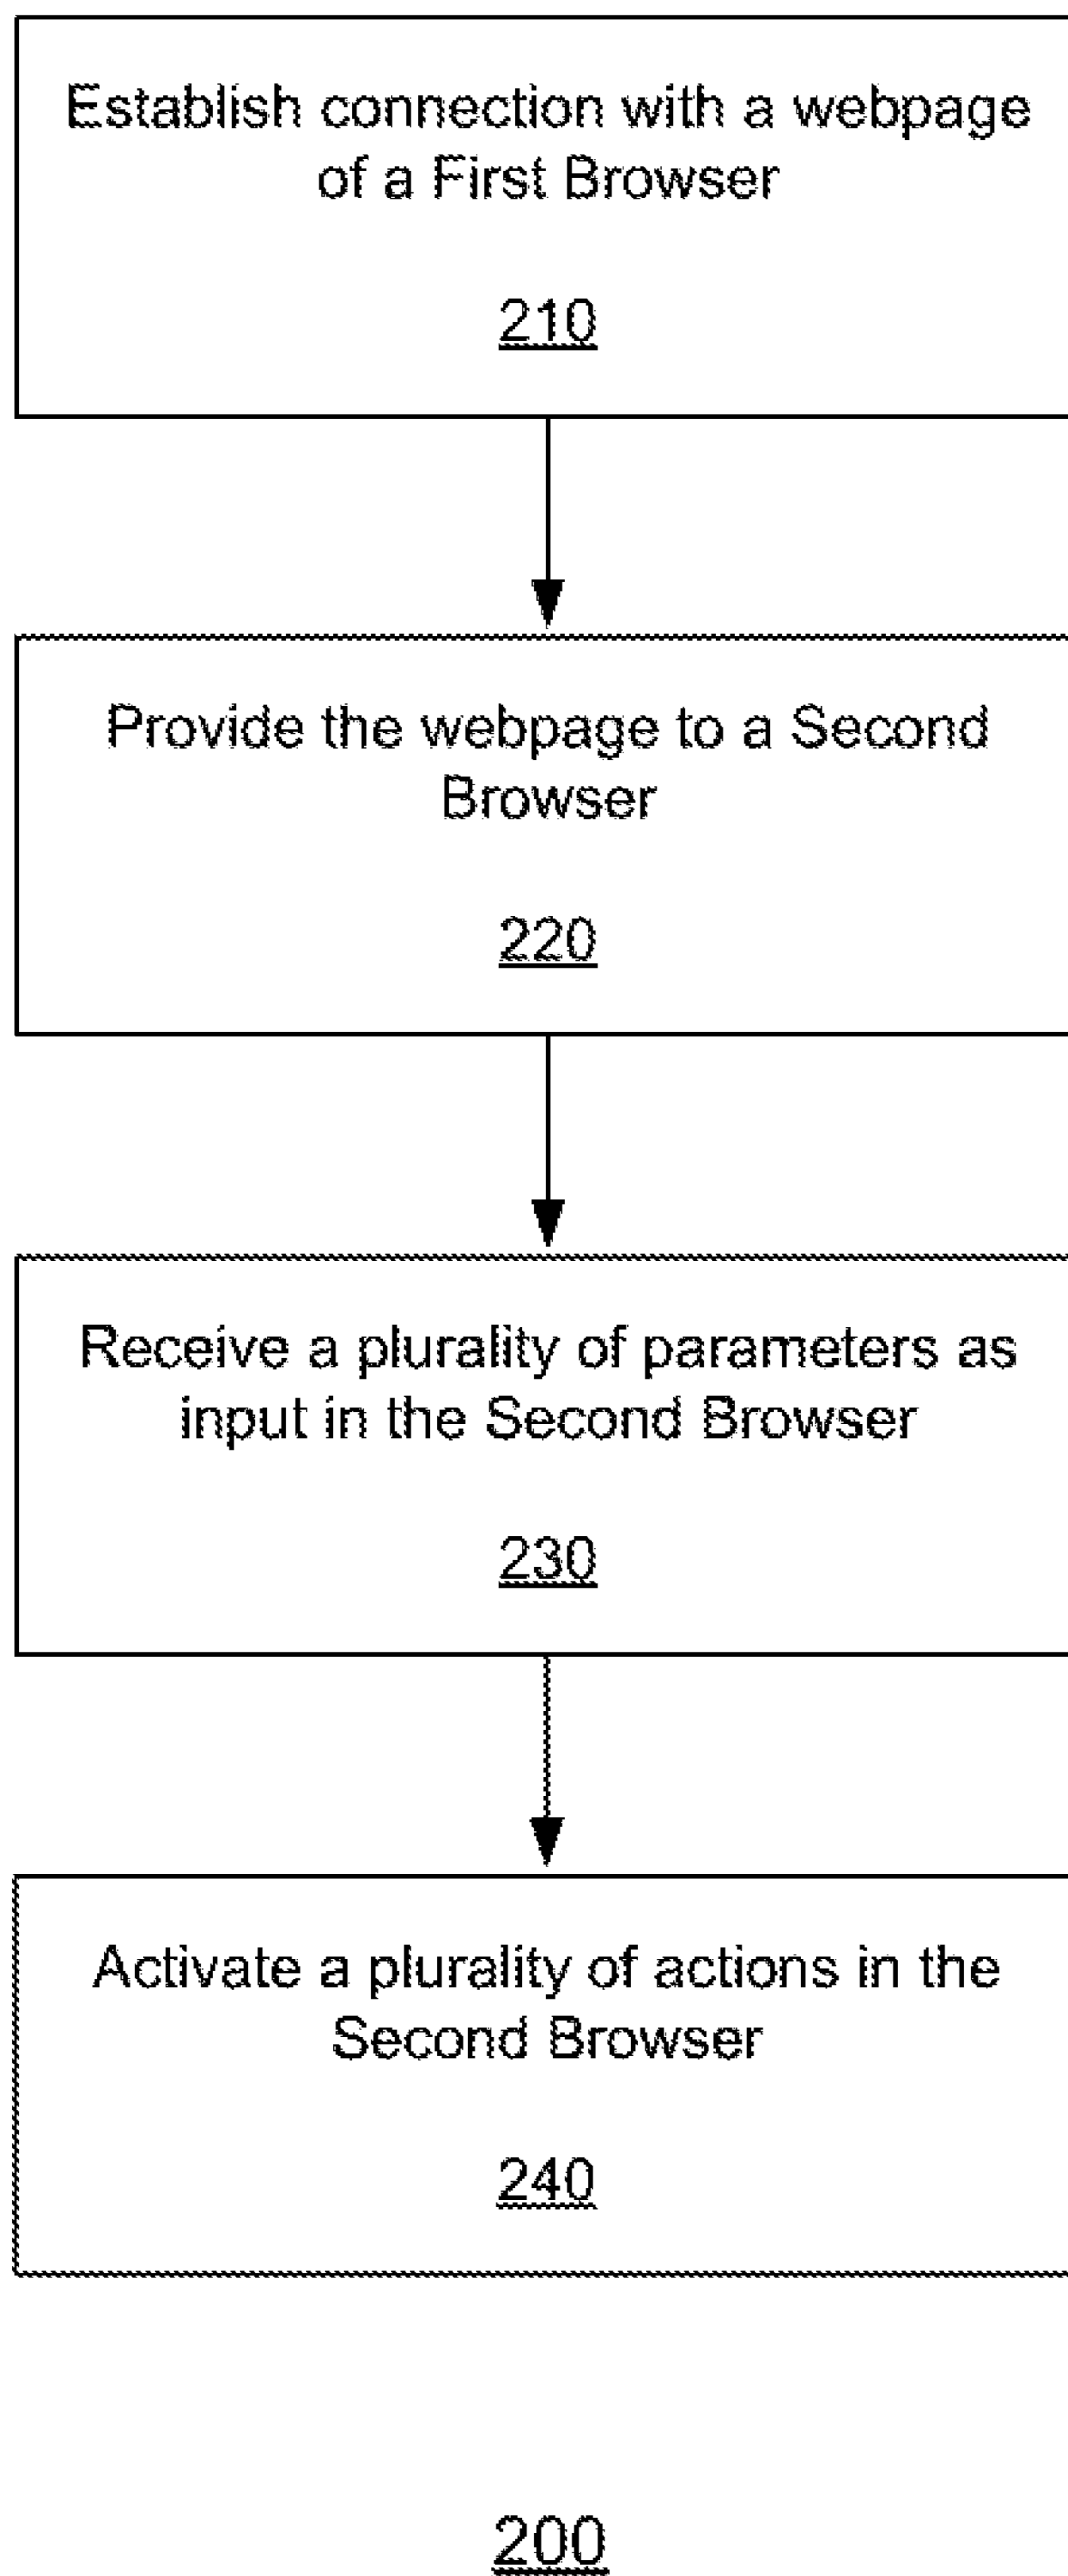 Establish connection with a webpage
of a First Browser
210
Provide the webpage to a Second
Browser
220
Receive a plurality of parameters as
input in the Second Browser
230
Activate a plurality of actions in the
Second Browser
240
200